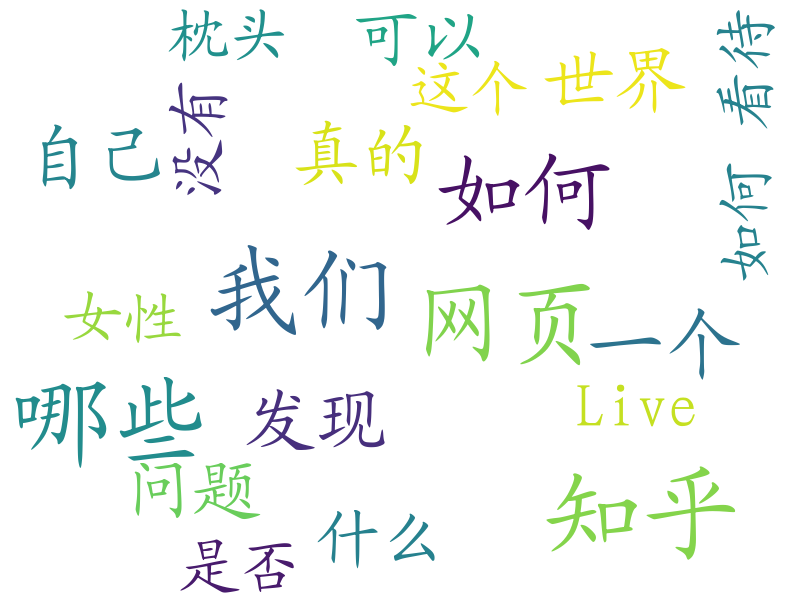 枕头
可以
看待
这个
世界
没有
自己
真的
如何
如何
我们
女性
网页
一个
哪些
发现
Live
问题
知乎
什么
是否